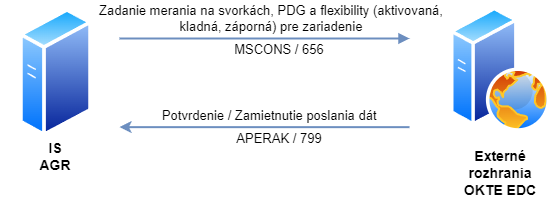 Zadanie merania na svorkách, PDG a flexibility (aktivovaná,
kladná, záporná) pre zariadenie
MSCONS / 656
Potvrdenie / Zamietnutie poslania dát
APERAK / 799
IS
AGR
Externé
rozhrania
OKTE EDC